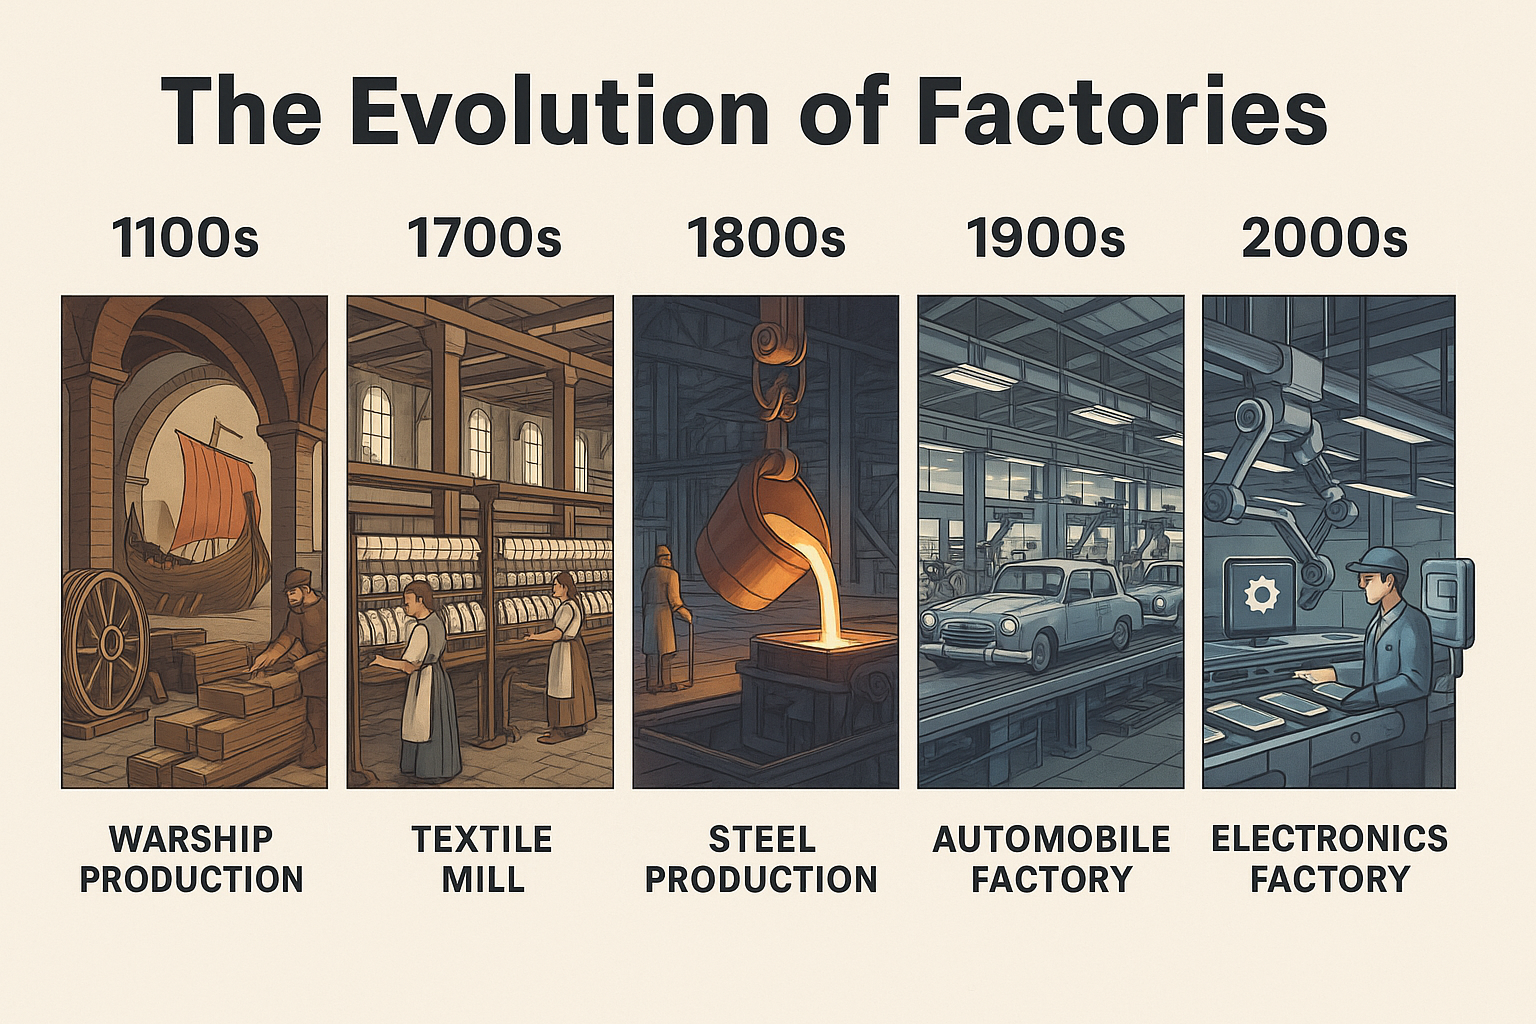 The Evolution of Factories
1100s
1700s
1800s
1900s
2000s
WARSHIP
PRODUCTION
TEXTILE
MILL
STEEL
PRODUCTION
AUTOMOBILE
FACTORY
ELECTRONICS
FACTORY